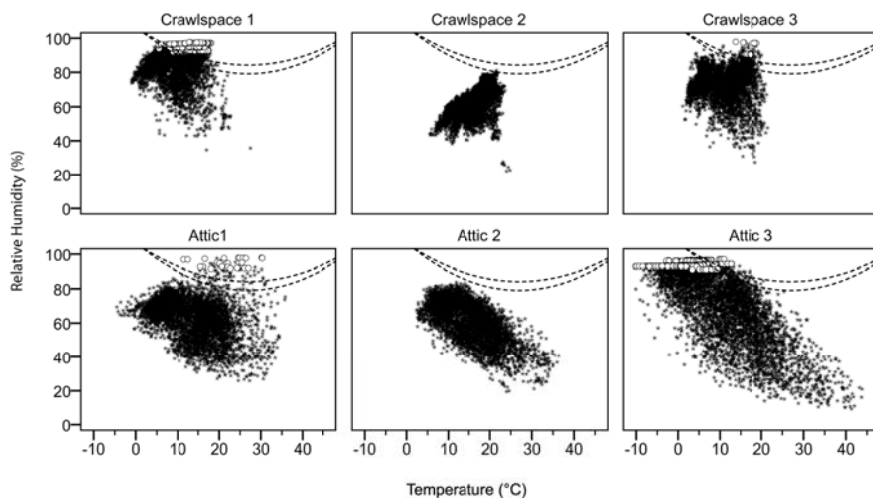 Crawlspace 1 Crawlspace 2 Crawlspace 3
100
80
60
40
20
0
Relative Humidity (%)
Attic1 Attic 2 Attic 3
100
80
60
40
20
0
-10 0 10 20 30 40 -10 0 10 20 30 40 -10 0 10 20 30 40
Temperature (°C)